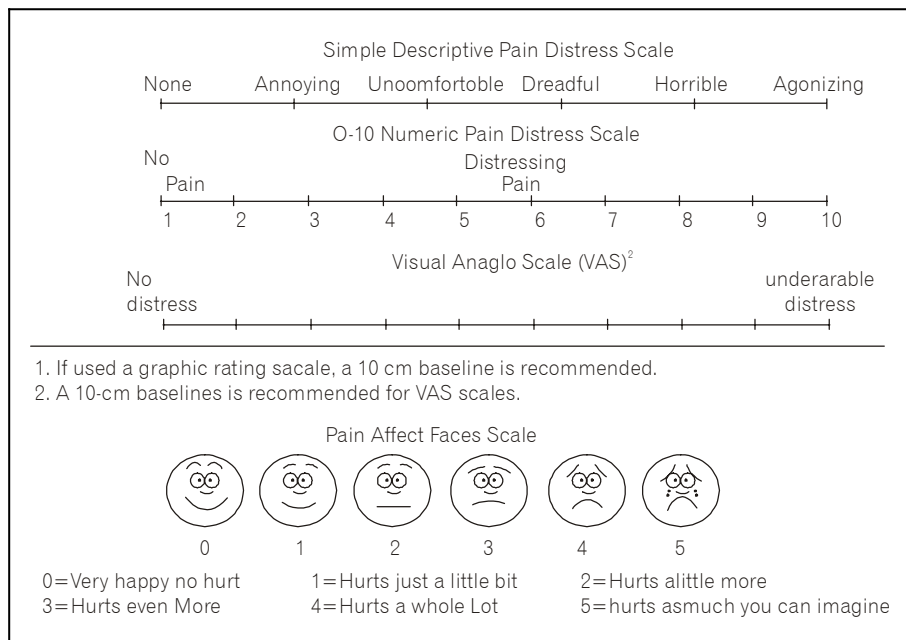 Simple Descriptive Pain Distress Scale
None Annoying Unoomfortoble Dreadful Horrible Agonizing
O-10 Numeric Pain Distress Scale
No Distressing
Pain Pain
1 2 3 4 5 6 7 8 9 10
Visual Anaglo Scale (VAS)²
No underarable
distress distress
1. If used a graphic rating sacale, a 10 cm baseline is recommended.
2. A 10-cm baselines is recommended for VAS scales.
Pain Affect Faces Scale
0 1 2 3 4 5
0=Very happy no hurt 1=Hurts just a little bit 2=Hurts alittle more
3=Hurts even More 4=Hurts a whole Lot 5=hurts asmuch you can imagine